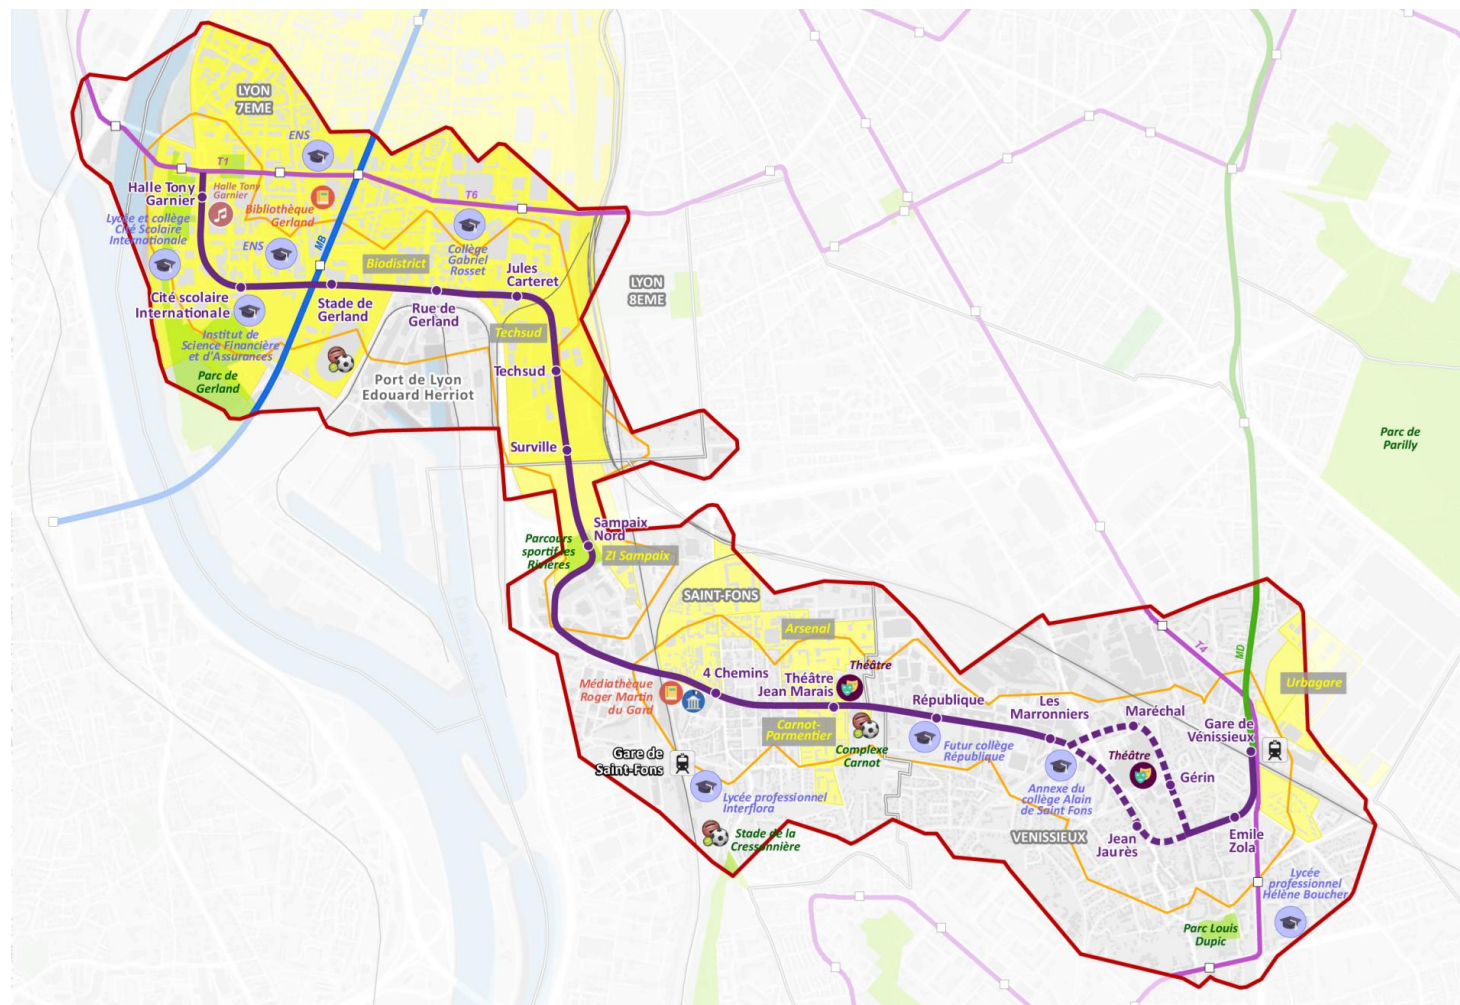 LYON
7EME
ENS
T1
Halle Tony
Garnier
Halle Tony
Garnier
Bibliothèque
Gerland
T6
Lycée et collège
Cité Scolaire
Internationale
ENS
MB
Collège
Gabriel
Rosset
Biodistrict
Jules
Carteret
LYON
8EME
Cité scolaire
Internationale
Stade de
Gerland
Rue de
Gerland
Institut de
Science Financière
et d'Assurances
Techsud
Techsud
Parc de
Gerland
Port de Lyon
Edouard Herriot
Surville
Parc de
Parilly
Sampaix
Nord
Parcours
sportif les
Rivières
ZI Sampaix
SAINT-FONS
Arsenal
T4
MD
Urbagare
4 Chemins
Théâtre
Jean Marais
Théâtre
Médiathèque
Roger Martin
du Gard
République
Les
Marronniers
Maréchal
Gare de
Vénissieux
Carnot-
Parmentier
Complexe
Carnot
Futur collège
République
Théâtre
Gérin
Gare de
Saint-Fons
Lycée professionnel
Interflora
Annexe du
collège Alain
de Saint Fons
Stade de la
Cressonnière
VENISSIEUX
Jean
Jaurès
Emile
Zola
Lycée
professionnel
Hélène Boucher
Parc Louis
Dupic